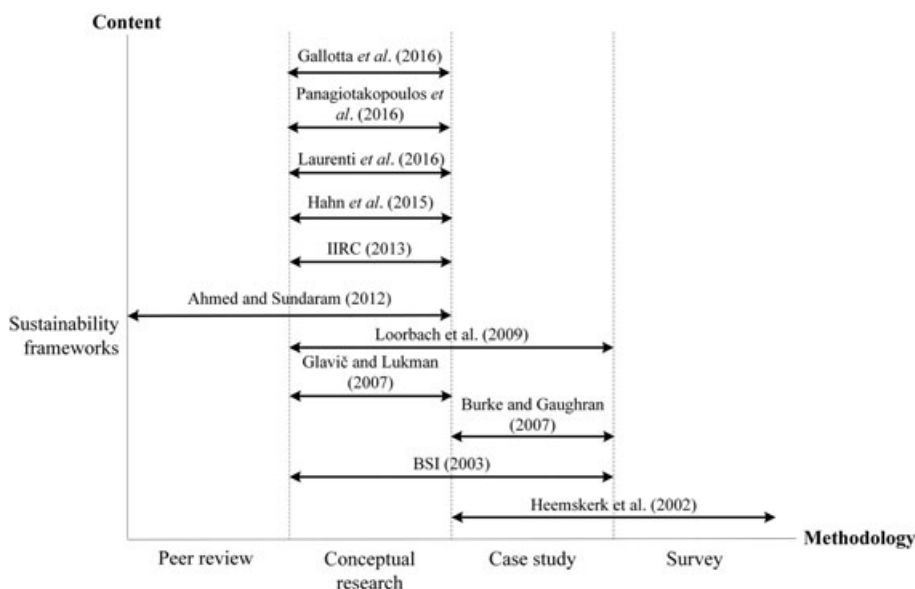 Content
Gallotta et al. (2016)
Panagiotakopoulos et
al. (2016)
Laurenti et al. (2016)
Hahn et al. (2015)
IIRC (2013)
Ahmed and Sundaram (2012)
Sustainability
frameworks
Loorbach et al. (2009)
Glavič and Lukman
(2007)
Burke and Gaughran
(2007)
BSI (2003)
Heemskerk et al. (2002)
Methodology
Peer review
Conceptual
research
Case study
Survey